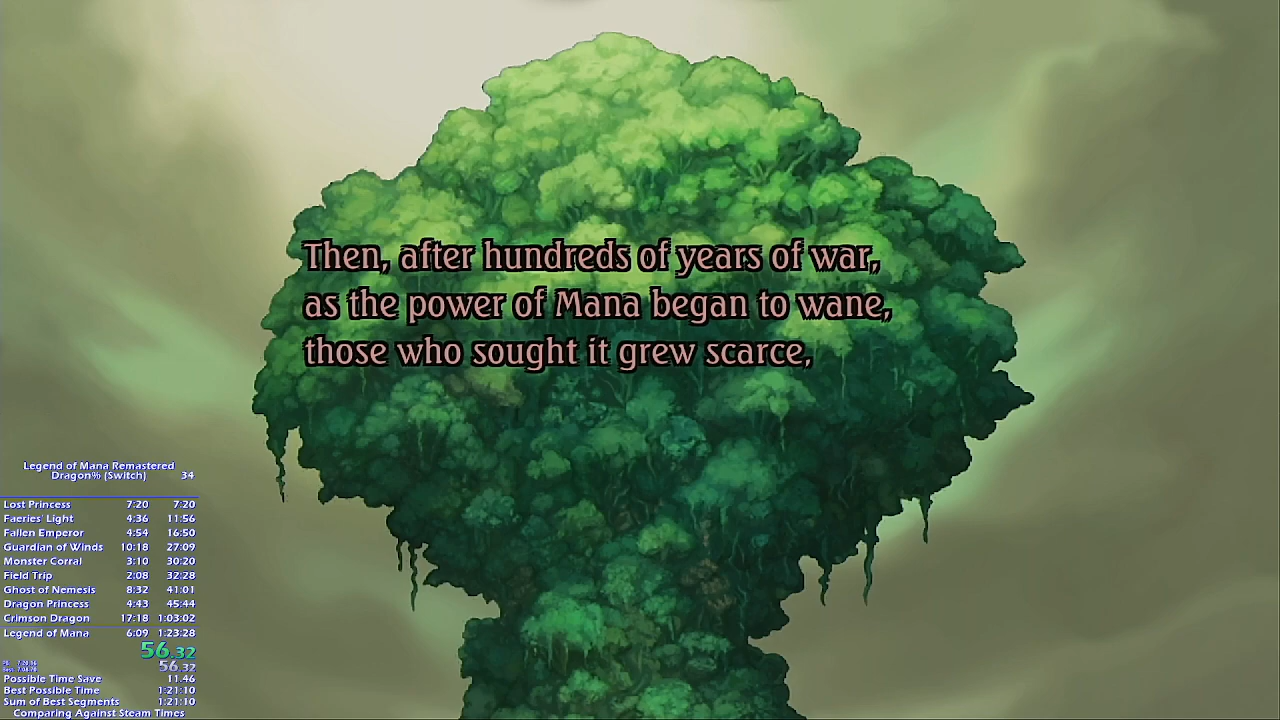 Then, after hundreds of years of war,
as the power of Mana began to wane,
those who sought it grew scarce,
Legend of Mana Remastered
Dragon% (Switch) 34
Lost Princess 7:20 7:20
Faeries' Light 4:36 11:56
Fallen Emperor 4:54 16:50
Guardian of Winds 10:18 27:09
Monster Corral 3:10 30:20
Field Trip 2:08 32:28
Ghost of Nemesis 8:32 41:01
Dragon Princess 4:43 45:44
Crimson Dragon 17:18 1:03:02
Legend of Mana 6:09 1:23:28
56.32
56.32
Possible Time Save 11.46
Best Possible Time 1:21:10
Sum of Best Segments 1:21:10
Comparing Against Steam Times